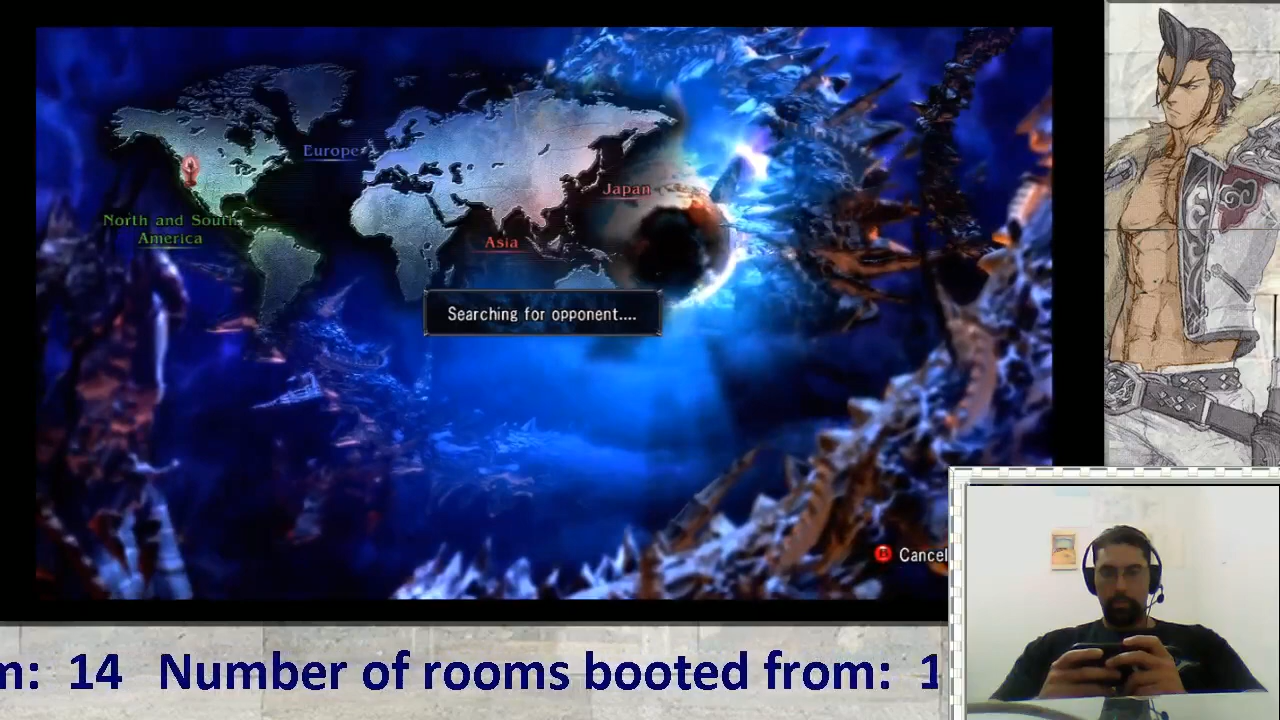 Europe
Japan
North and South
America
Asia
Searching for opponent....
B Cancel
m: 14 Number of rooms booted from: 1